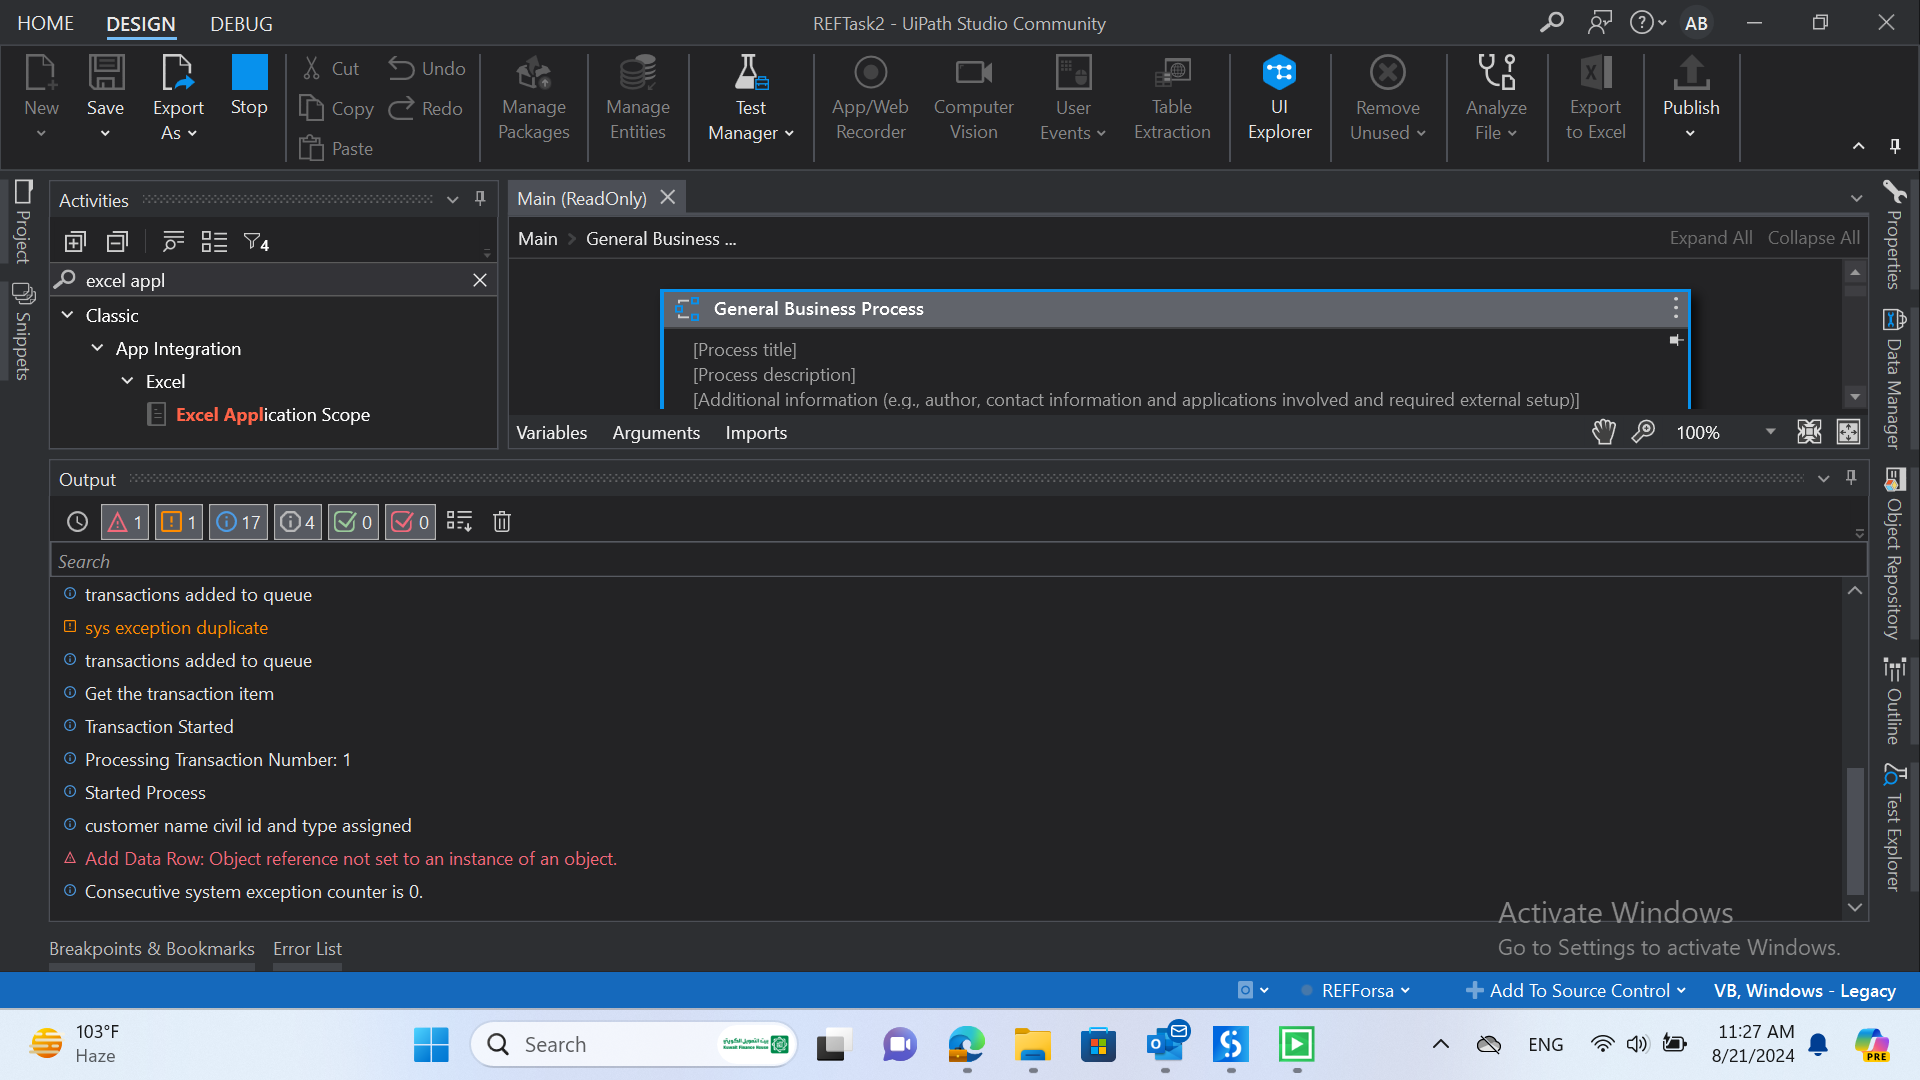 HOME DESIGN DEBUG
REFTask2 - UiPath Studio Community
AB
New
Save
Export As
Stop
Cut
Copy
Paste
Undo
Redo
Manage Packages
Manage Entities
Test Manager
App/Web Recorder
Computer Vision
User Events
Table Extraction
UI Explorer
Remove Unused
Analyze File
Export to Excel
Publish
Project
Snippets
Activities
4
excel appl
Classic
App Integration
Excel
Excel Application Scope
Main (ReadOnly)
Main General Business ...
Expand All Collapse All
General Business Process
[Process title]
[Process description]
[Additional information (e.g., author, contact information and applications involved and required external setup)]
Variables Arguments Imports
100%
Properties
Data Manager
Object Repository
Outline
Test Explorer
Output
1 1 17 4 0 0
Search
transactions added to queue
sys exception duplicate
transactions added to queue
Get the transaction item
Transaction Started
Processing Transaction Number: 1
Started Process
customer name civil id and type assigned
Add Data Row: Object reference not set to an instance of an object.
Consecutive system exception counter is 0.
Activate Windows
Go to Settings to activate Windows.
Breakpoints & Bookmarks Error List
REFForsa
Add To Source Control
VB, Windows - Legacy
103°F
Haze
Search
بيت التمويل الكويتي
Kuwait Finance House
PRE
ENG
11:27 AM
8/21/2024